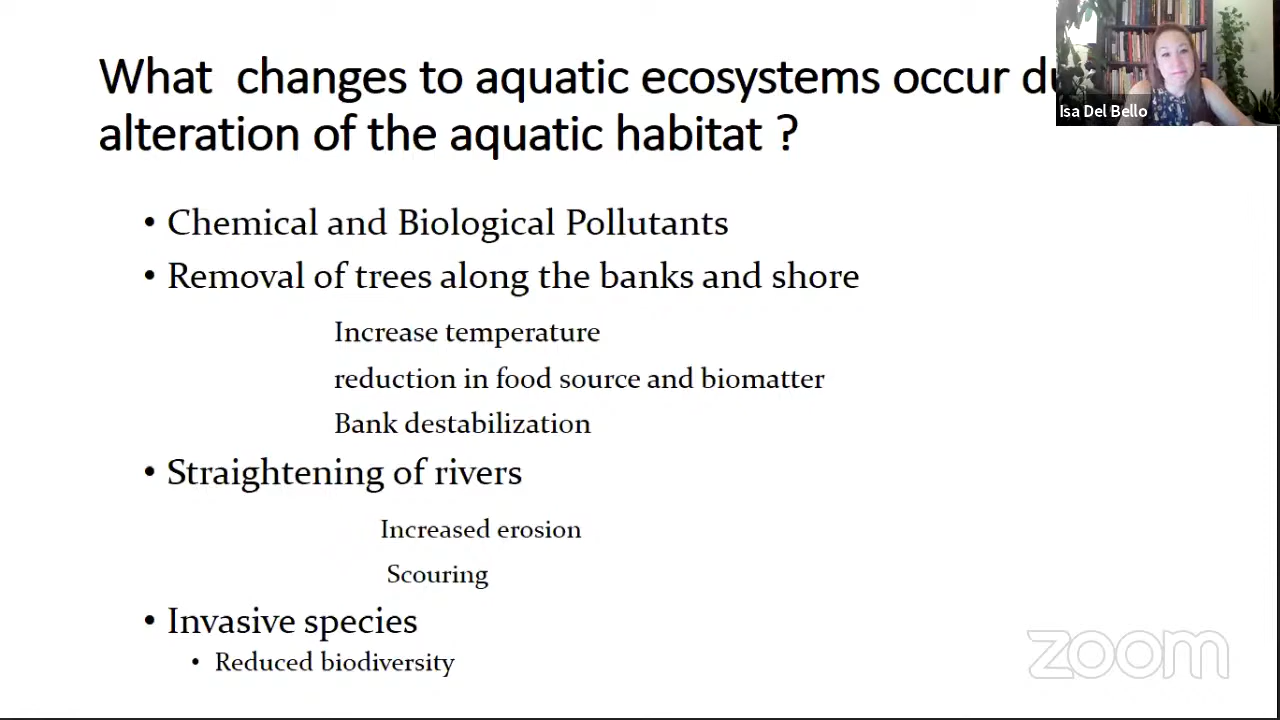 What changes to aquatic ecosystems occur
alteration of the aquatic habitat ?
Isa Del Bello
• Chemical and Biological Pollutants
• Removal of trees along the banks and shore
Increase temperature
reduction in food source and biomatter
Bank destabilization
• Straightening of rivers
Increased erosion
Scouring
• Invasive species
• Reduced biodiversity
zoom